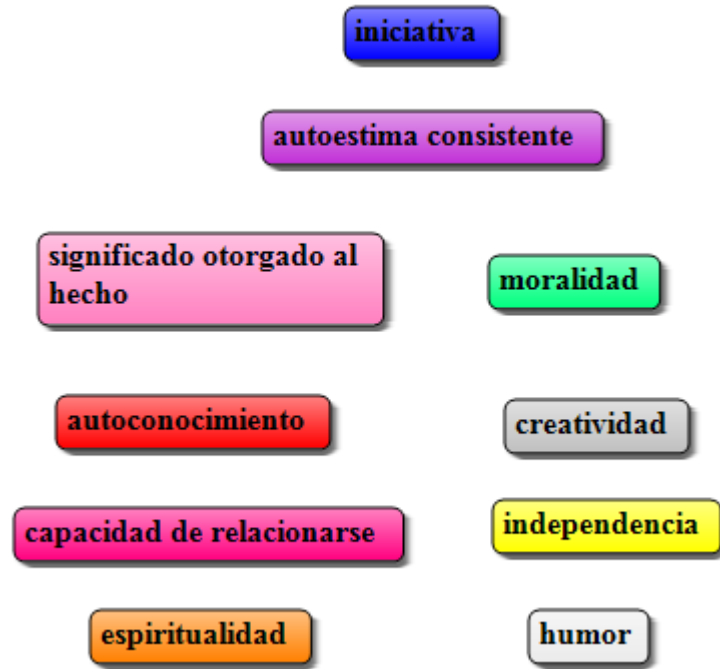 iniciativa
autoestima consistente
significado otorgado al
hecho
moralidad
autoconocimiento
creatividad
capacidad de relacionarse
independencia
espiritualidad
humor